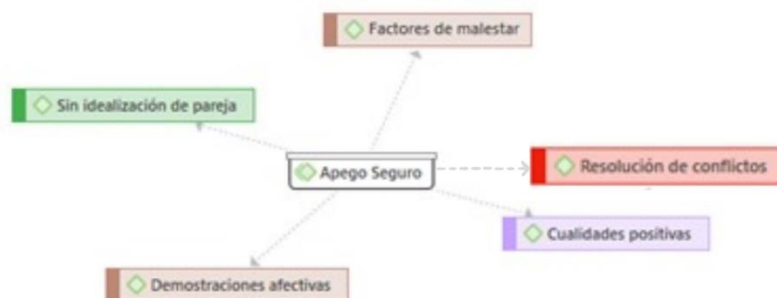 Factores de malestar
Sin idealización de pareja
Apego Seguro
Resolución de conflictos
Cualidades positivas
Demostraciones afectivas